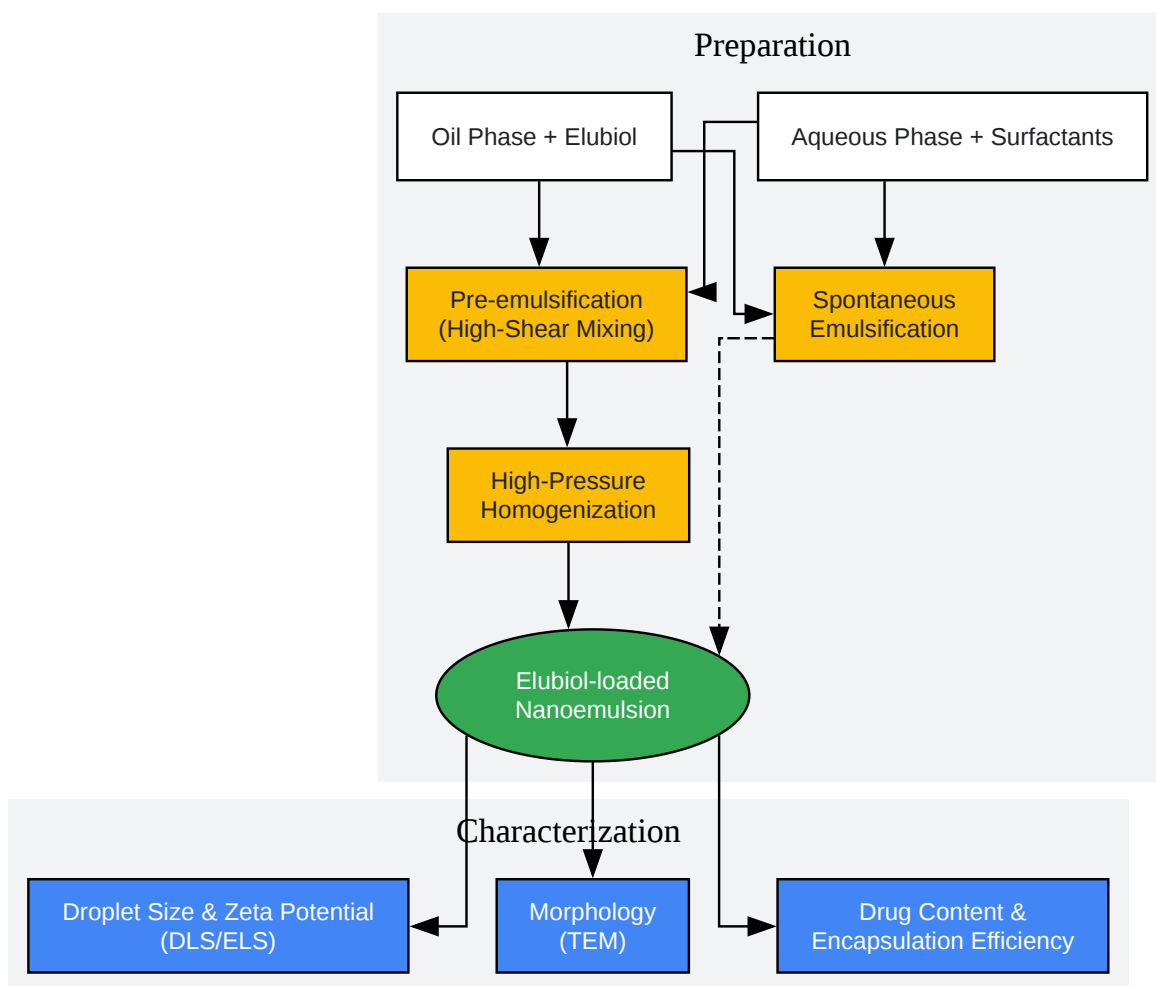 Preparation
Oil Phase + Elubiol
Aqueous Phase + Surfactants
Pre-emulsification
(High-Shear Mixing)
Spontaneous
Emulsification
High-Pressure
Homogenization
Elubiol-loaded
Nanoemulsion
Characterization
Droplet Size & Zeta Potential
(DLS/ELS)
Morphology
(TEM)
Drug Content &
Encapsulation Efficiency